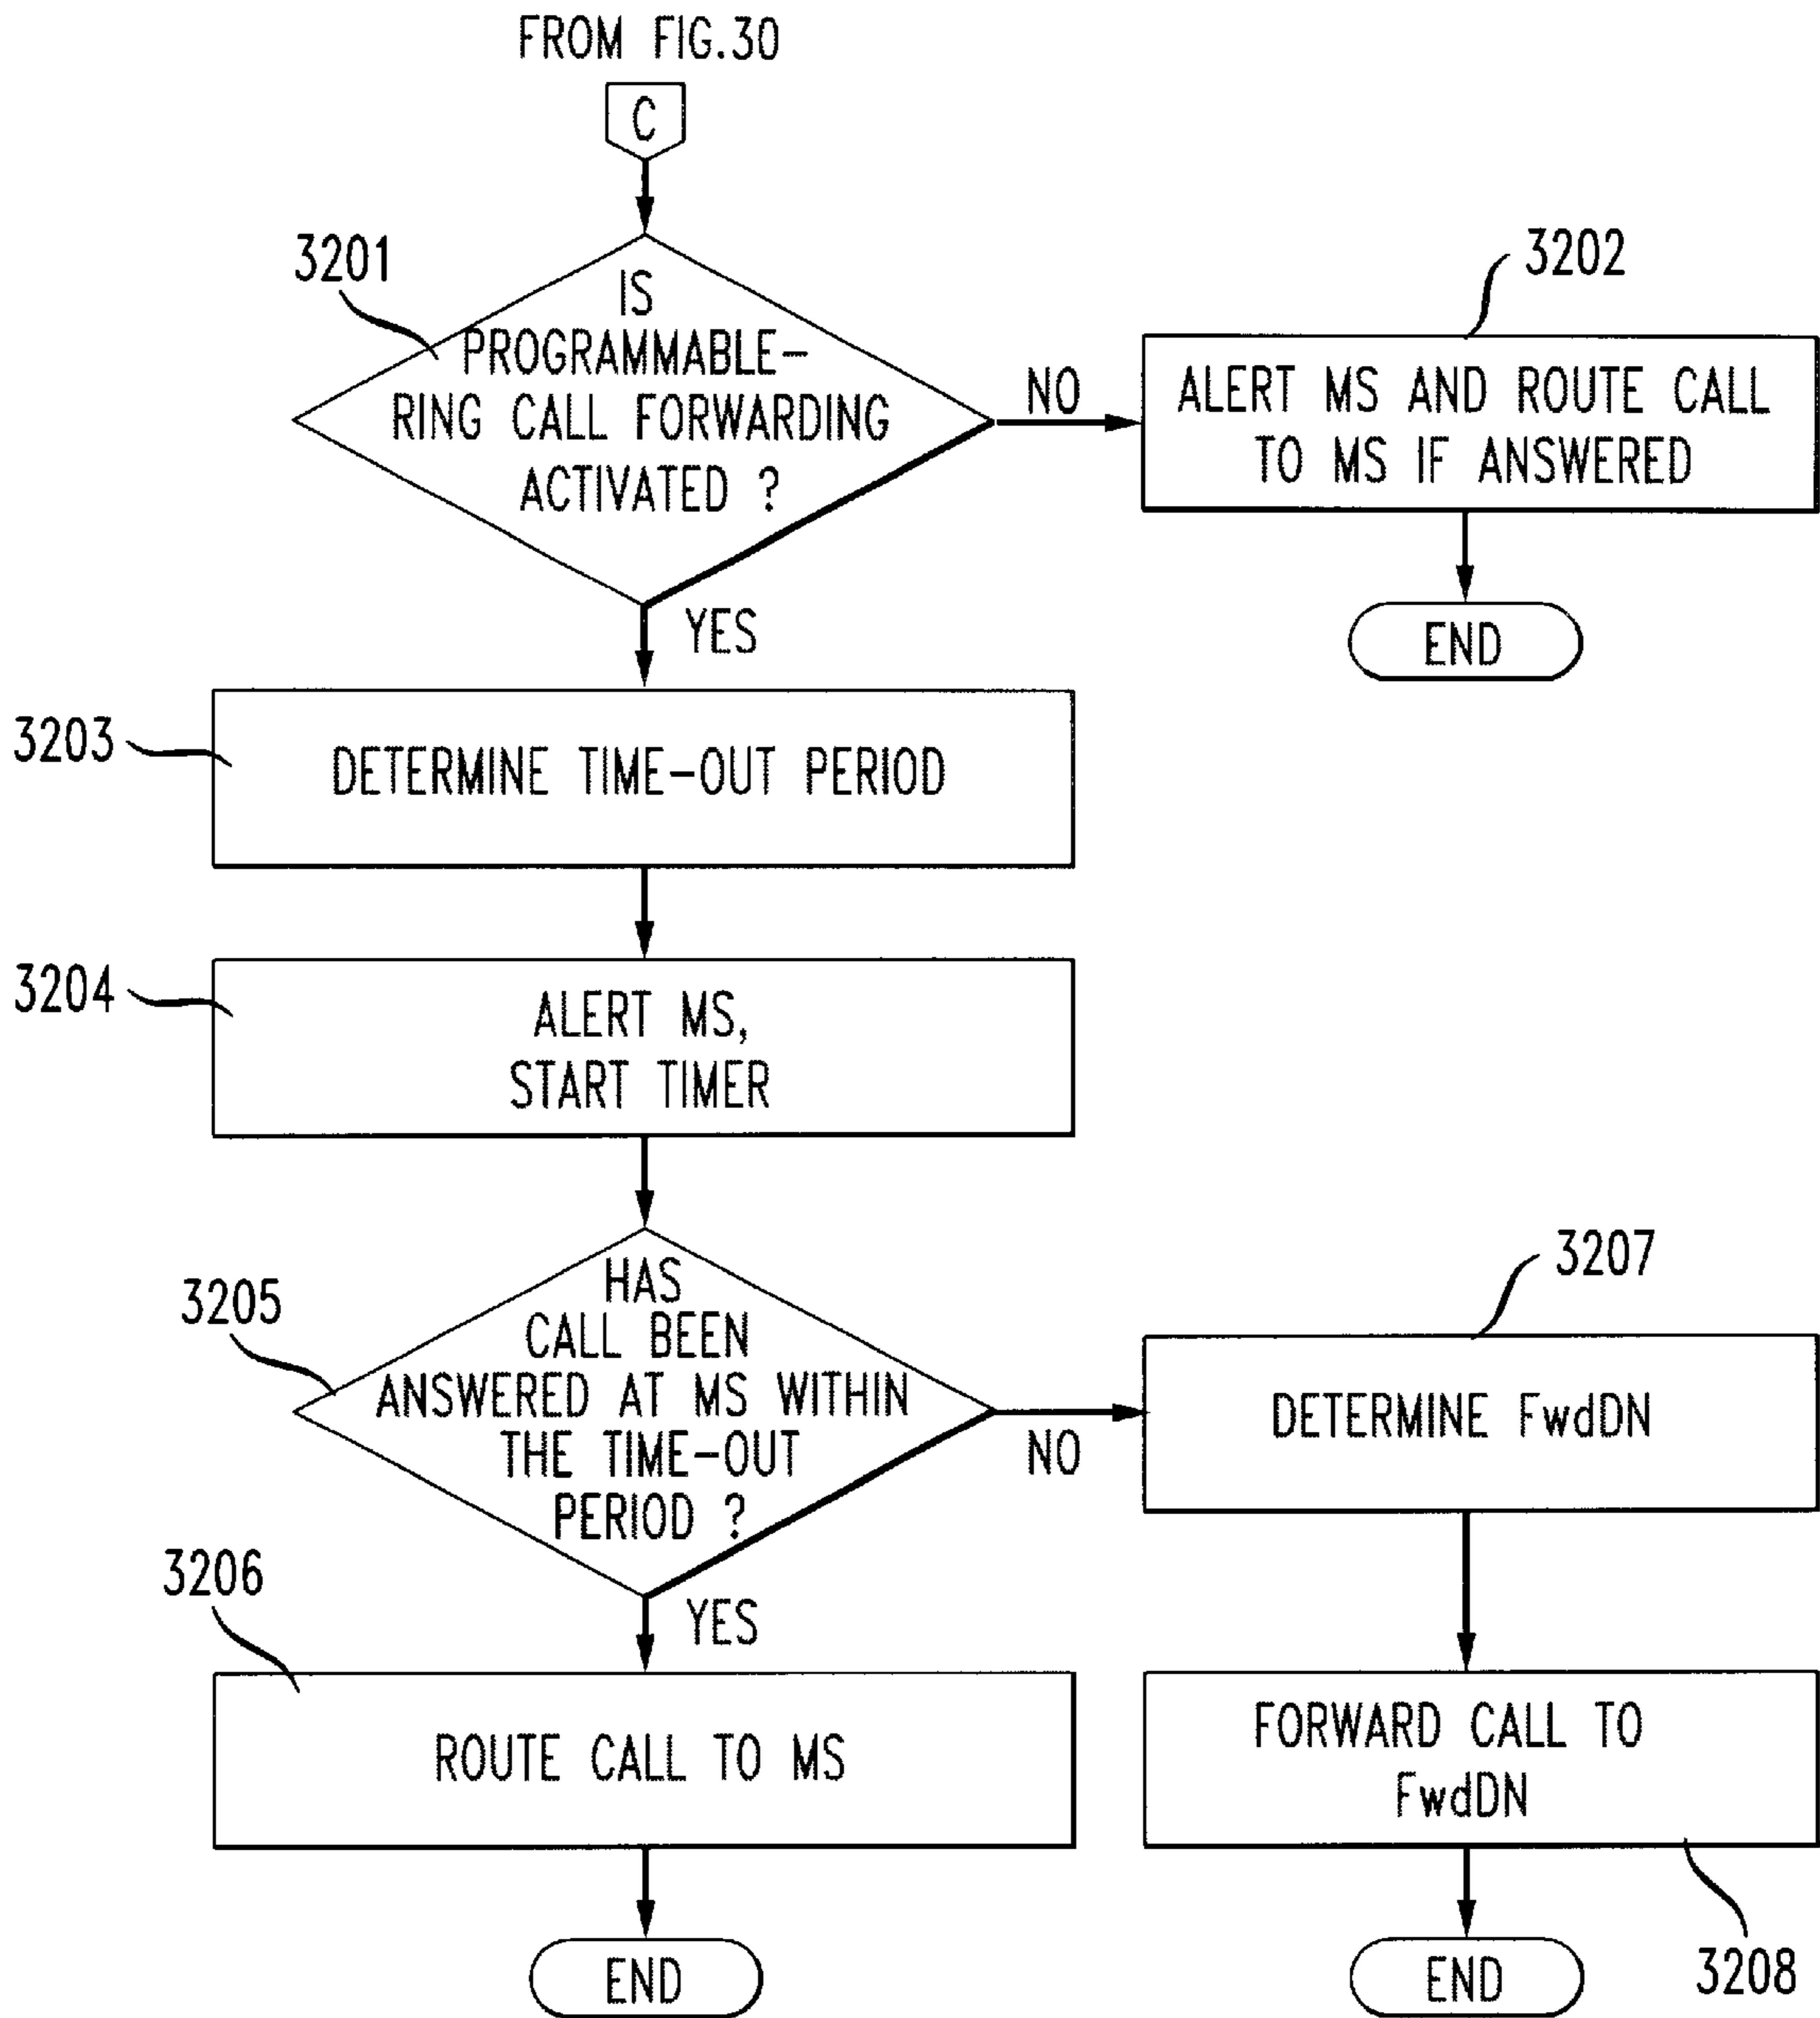 FROM FIG.30
C
3201
IS
PROGRAMMABLE-
RING CALL FORWARDING
ACTIVATED ?
NO
3202
ALERT MS AND ROUTE CALL
TO MS IF ANSWERED
END
YES
3203
DETERMINE TIME-OUT PERIOD
3204
ALERT MS,
START TIMER
3205
HAS
CALL BEEN
ANSWERED AT MS WITHIN
THE TIME-OUT
PERIOD ?
NO
3207
DETERMINE FwdDN
YES
3206
ROUTE CALL TO MS
END
FORWARD CALL TO
FwdDN
3208
END